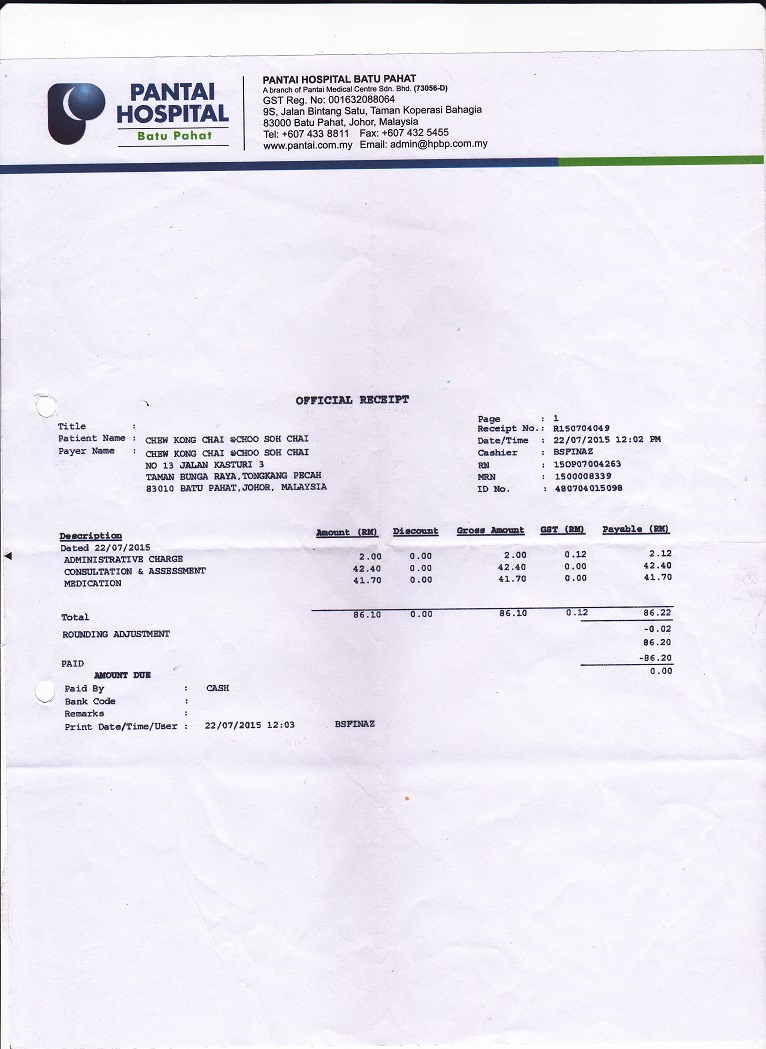 PANTAI
HOSPITAL
Batu Pahat
PANTAI HOSPITAL BATU PAHAT
A branch of Pantai Medical Centre Sdn. Bhd. (73056-D)
GST Reg. No: 001632088064
9S, Jalan Bintang Satu, Taman Koperasi Bahagia
83000 Batu Pahat, Johor, Malaysia
Tel: +607 433 8811 Fax: +607 432 5455
www.pantai.com.my Email: admin@hpbp.com.my
OFFICIAL RECEIPT
Title :
Patient Name : CHEW KONG CHAI @CHOO SOH CHAI
Payer Name : CHEW KONG CHAI @CHOO SOH CHAI
NO 13 JALAN KASTURI 3
TAMAN BUNGA RAYA,TONGKANG PECAH
83010 BATU PAHAT,JOHOR, MALAYSIA
Page : 1
Receipt No.: R150704049
Date/Time : 22/07/2015 12:02 PM
Cashier : BSPINAZ
RN : 15OP07004263
MRN : 1500008339
ID No. : 480704015098
Description Amount (RM) Discount Gross Amount GST (RM) Payable (RM)
Dated 22/07/2015
ADMINISTRATIVE CHARGE 2.00 0.00 2.00 0.12 2.12
CONSULTATION & ASSESSMENT 42.40 0.00 42.40 0.00 42.40
MEDICATION 41.70 0.00 41.70 0.00 41.70
Total 86.10 0.00 86.10 0.12 86.22
ROUNDING ADJUSTMENT -0.02
86.20
PAID -86.20
AMOUNT DUE 0.00
Paid By : CASH
Bank Code :
Remarks :
Print Date/Time/User : 22/07/2015 12:03 BSPINAZ